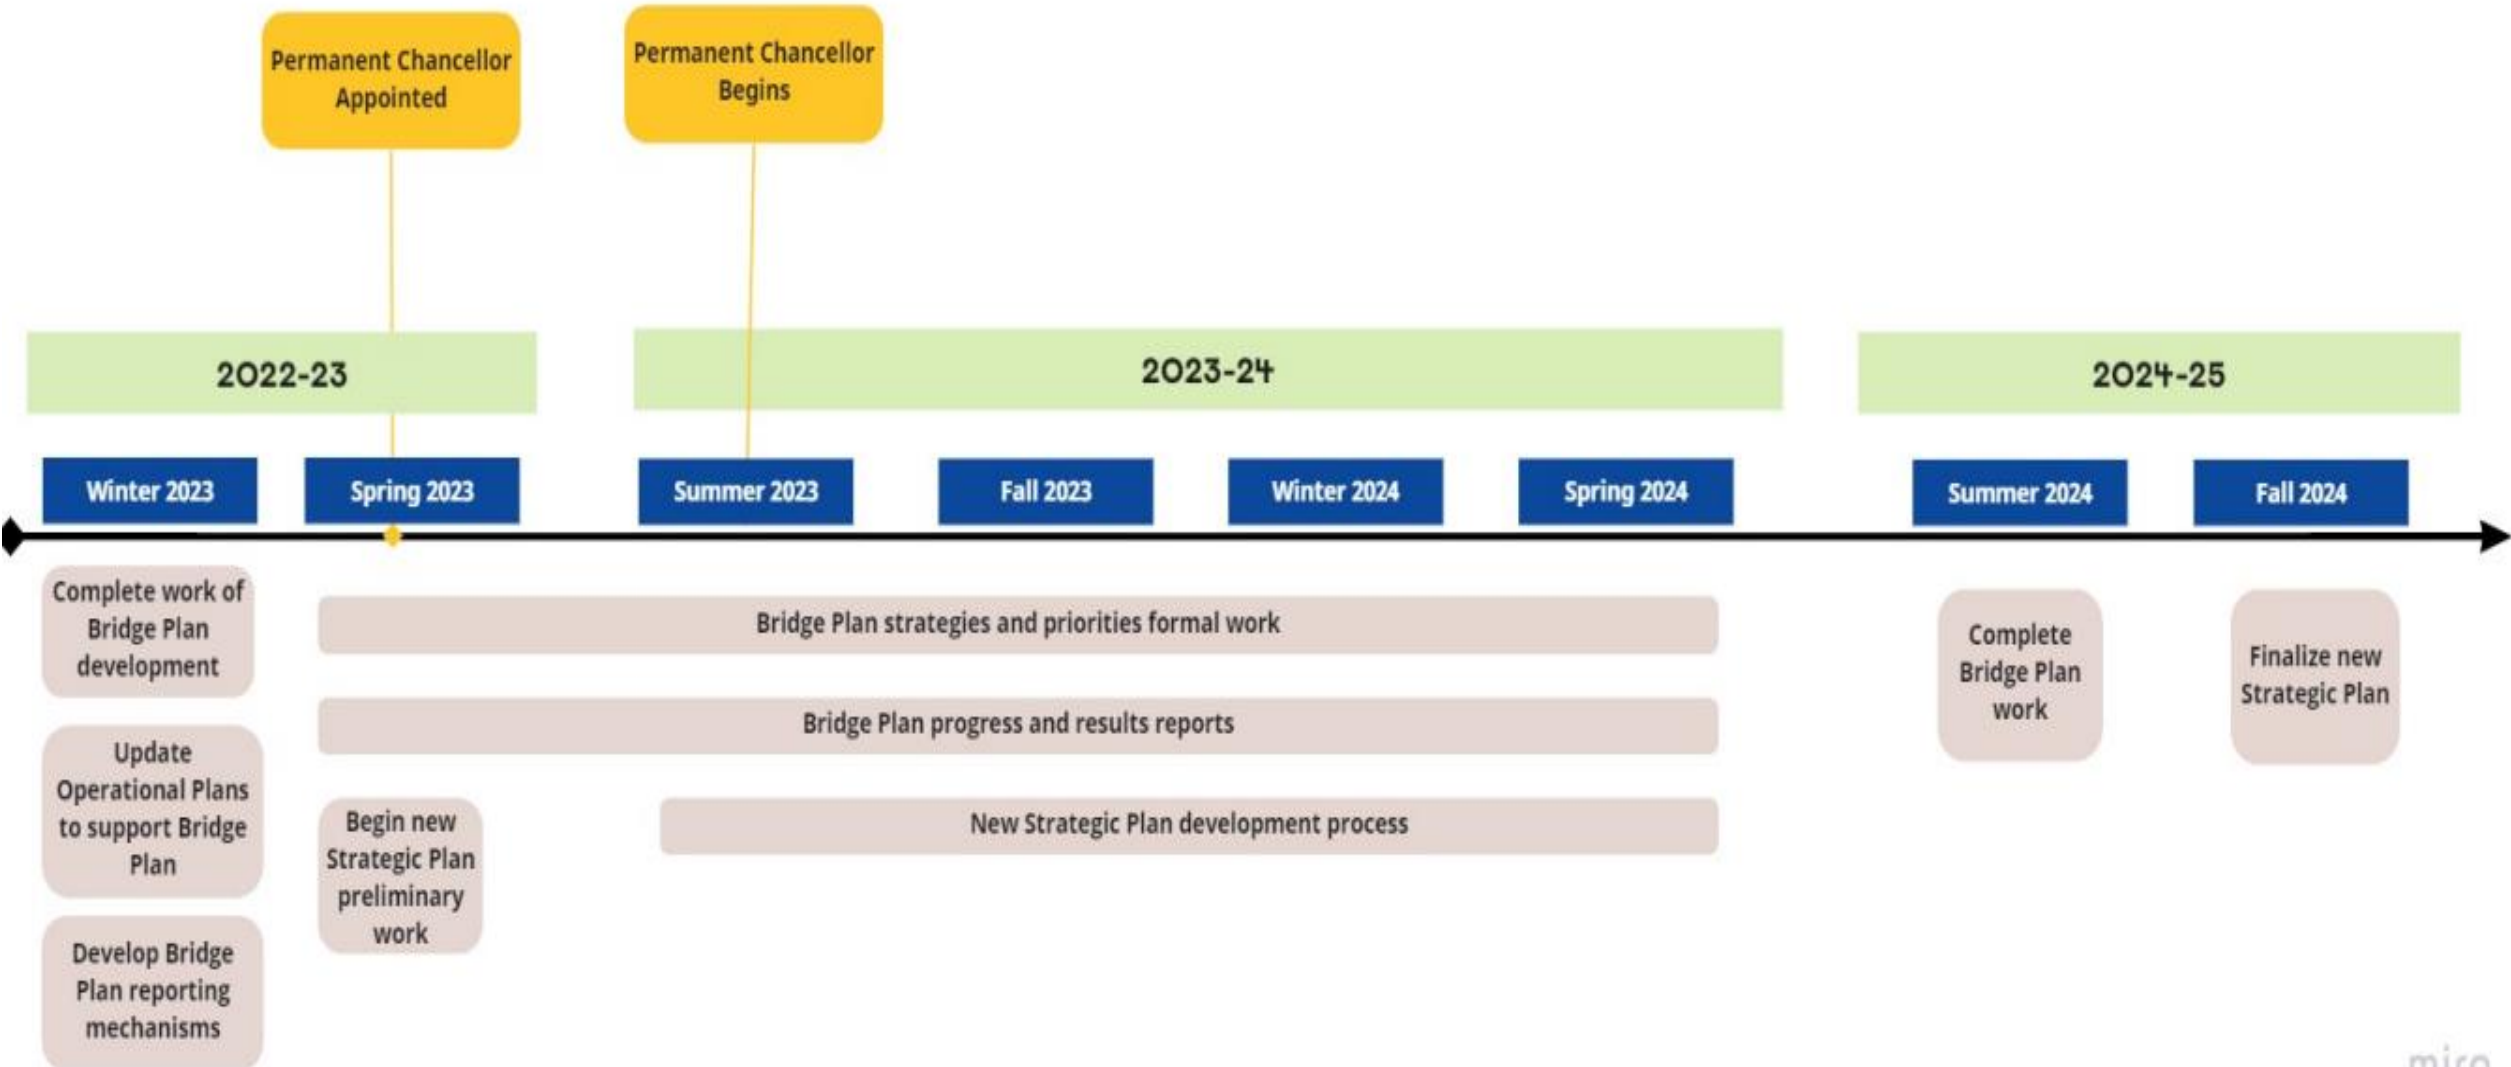 Permanent Chancellor
Appointed
Permanent Chancellor
Begins
2022-23
2023-24
2024-25
Winter 2023
Spring 2023
Summer 2023
Fall 2023
Winter 2024
Spring 2024
Summer 2024
Fall 2024
Complete work of
Bridge Plan
development
Bridge Plan strategies and priorities formal work
Complete
Bridge Plan
work
Finalize new
Strategic Plan
Bridge Plan progress and results reports
Update
Operational Plans
to support Bridge
Plan
Begin new
Strategic Plan
preliminary
work
New Strategic Plan development process
Develop Bridge
Plan reporting
mechanisms
miro